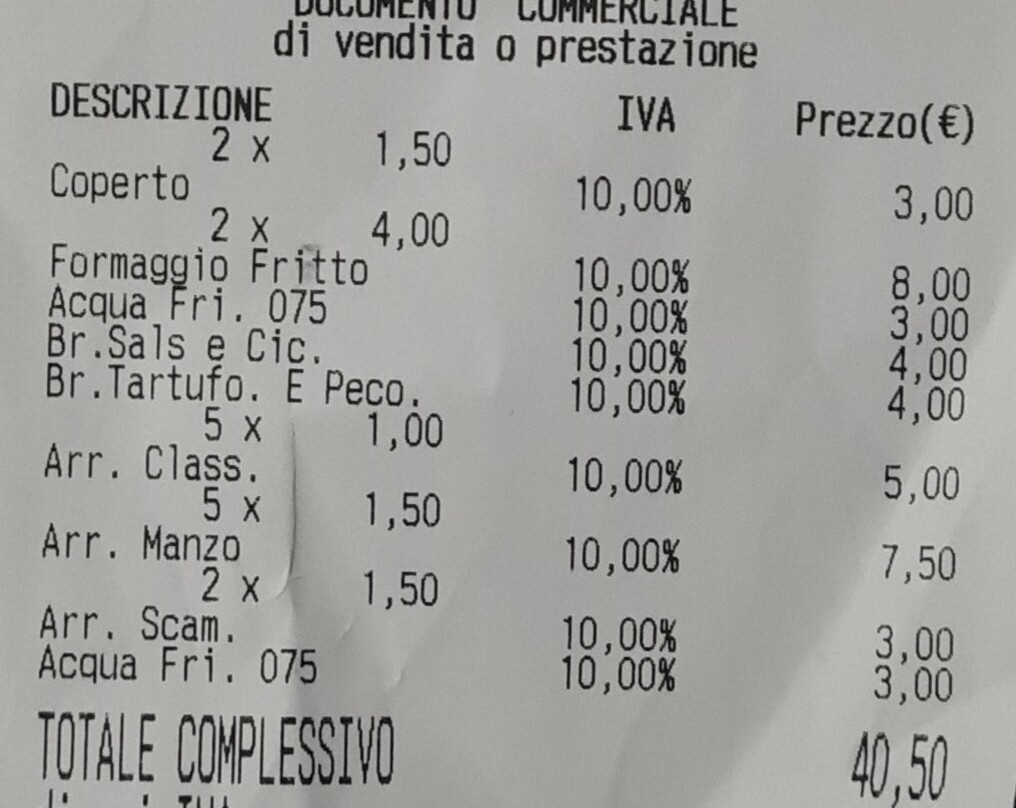 DOCUMENTO COMMERCIALE
di vendita o prestazione
DESCRIZIONE IVA Prezzo(€)
2 x 1,50
Coperto 10,00% 3,00
2 x 4,00
Formaggio Fritto 10,00% 8,00
Acqua Fri. 075 10,00% 3,00
Br.Sals e Cic. 10,00% 4,00
Br.Tartufo. E Peco. 10,00% 4,00
5 x 1,00
Arr. Class. 10,00% 5,00
5 x 1,50
Arr. Manzo 10,00% 7,50
2 x 1,50
Arr. Scam. 10,00% 3,00
Acqua Fri. 075 10,00% 3,00
TOTALE COMPLESSIVO 40,50